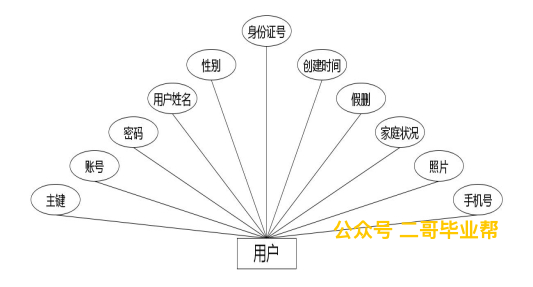 身份证号
性别
创建时间
用户姓名
假删
密码
家庭状况
账号
照片
主键
手机号
公众号 二哥毕业帮
用户